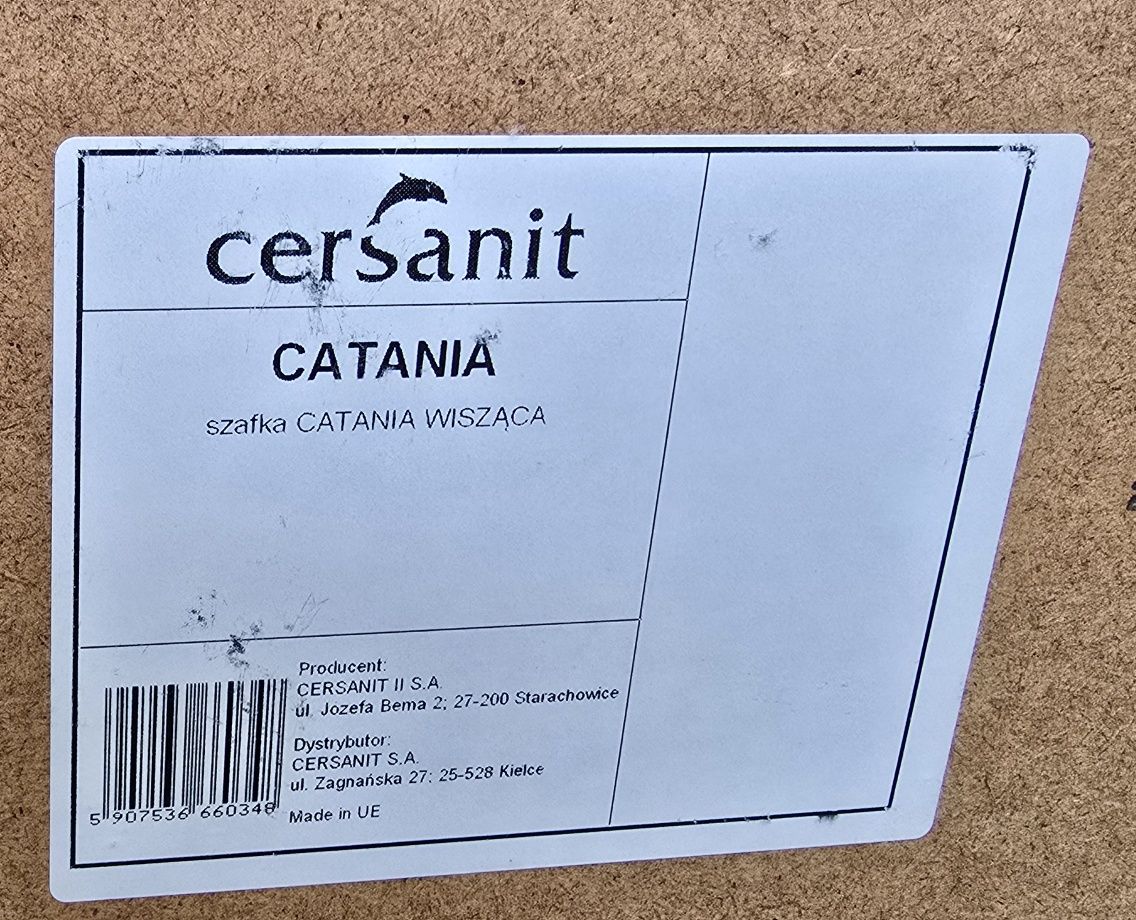 cersanit
CATANIA
szafka CATANIA WISZĄCA
Producent:
CERSANIT II S.A.
ul. Jozefa Bema 2; 27-200 Starachowice
Dystrybutor:
CERSANIT S.A.
ul. Zagnańska 27; 25-528 Kielce
Made in UE
5 907536 660348